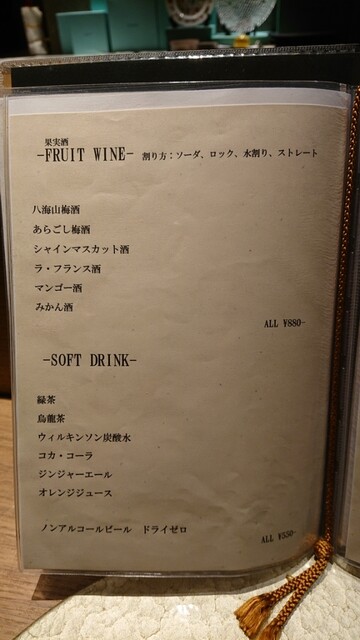 果実酒
-FRUIT WINE- 割り方：ソーダ、ロック、水割り、ストレート
八海山梅酒
あらごし梅酒
シャインマスカット酒
ラ・フランス酒
マンゴー酒
みかん酒
ALL ¥880-
-SOFT DRINK-
緑茶
烏龍茶
ウィルキンソン炭酸水
コカ・コーラ
ジンジャーエール
オレンジジュース
ノンアルコールビール ドライゼロ
ALL ¥550-